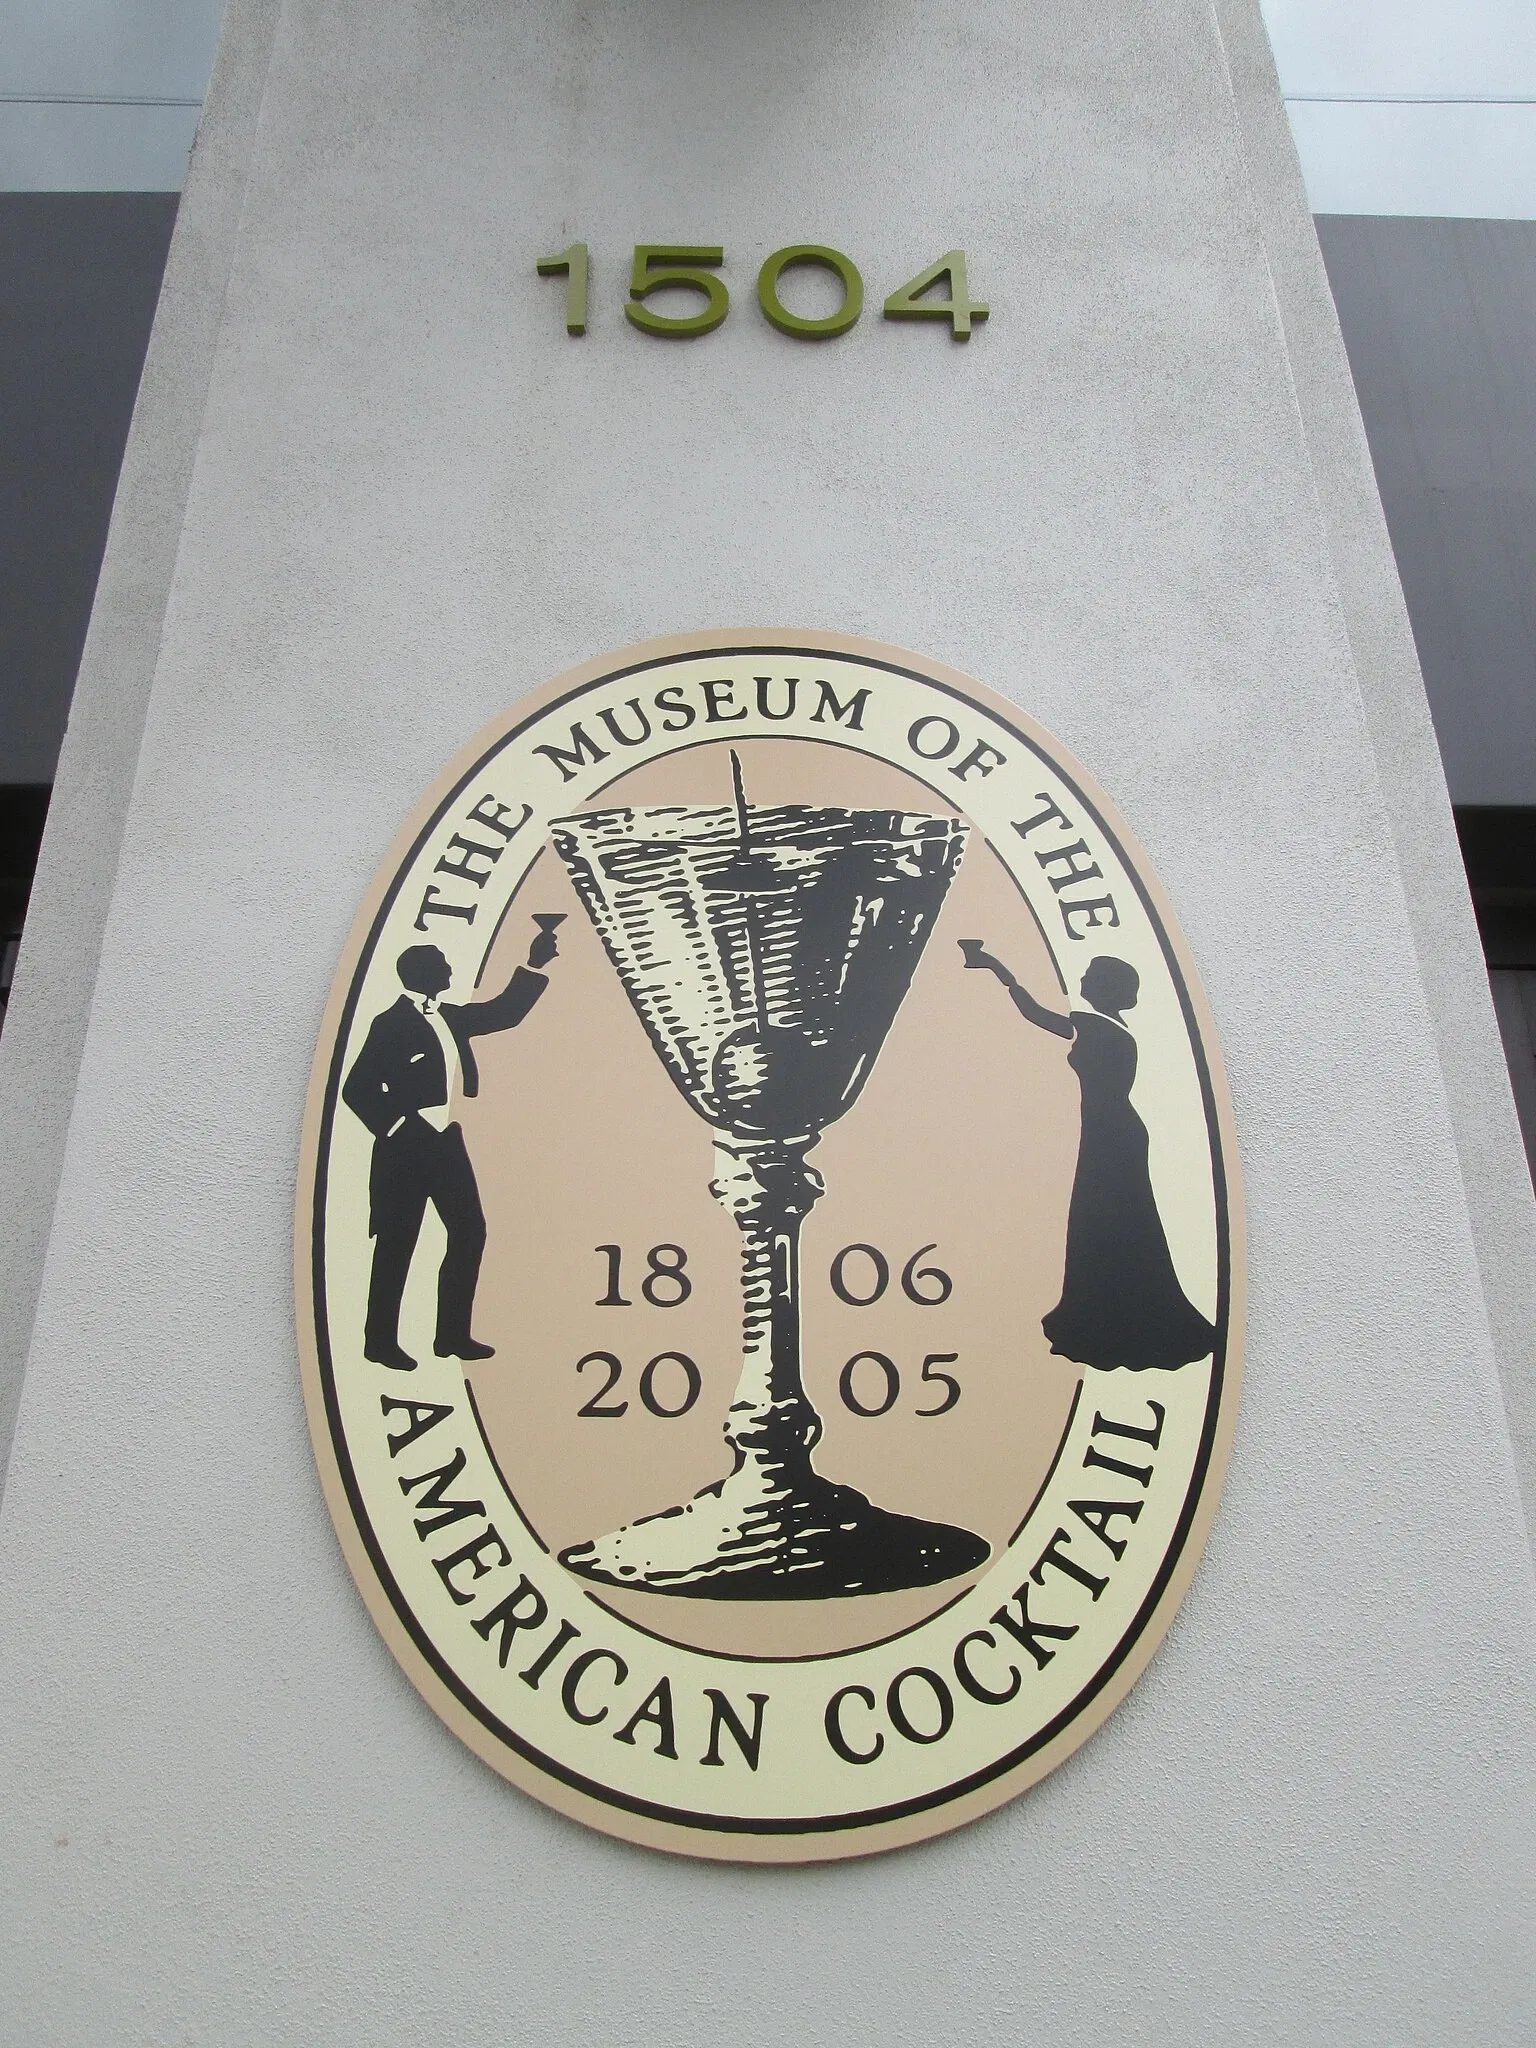 1504
THE MUSEUM OF THE
18 06
20 05
AMERICAN COCKTAIL